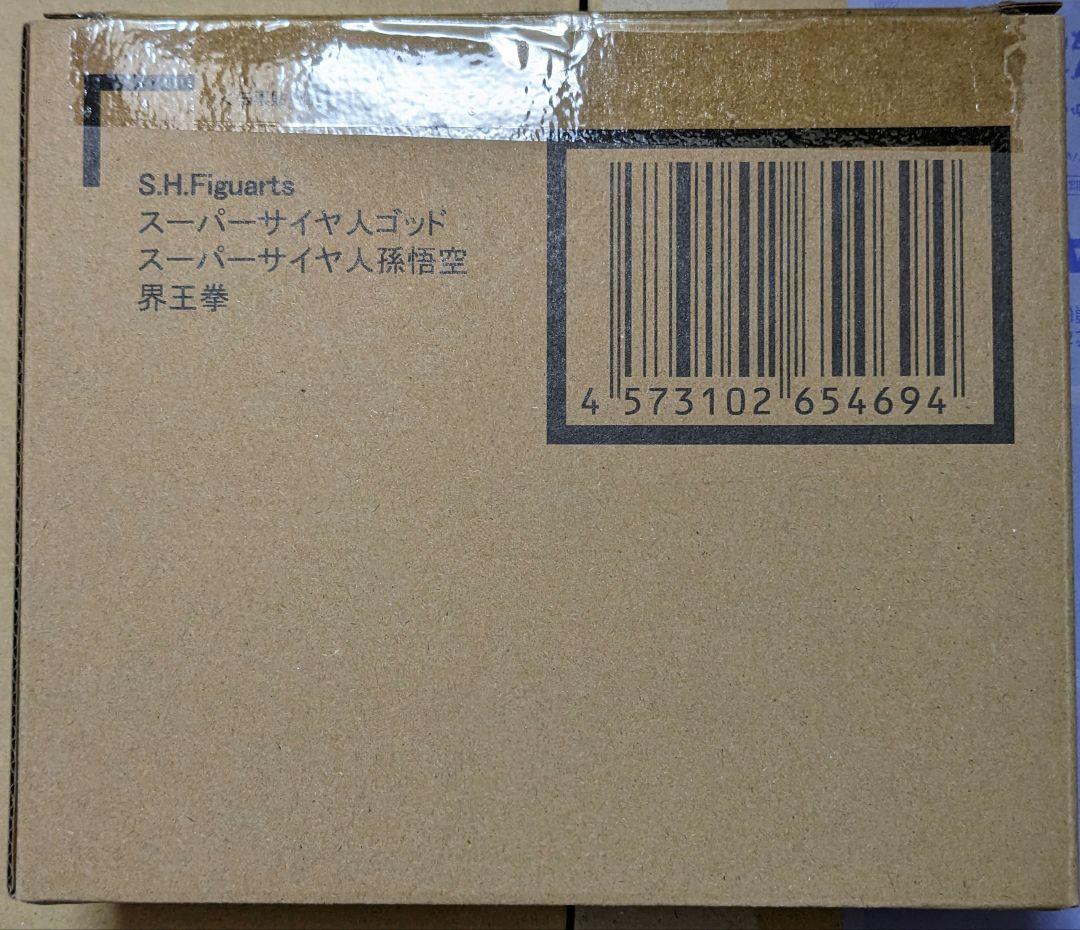 S.H.Figuarts
スーパーサイヤ人ゴッド
スーパーサイヤ人孫悟空
界王拳
4 573102 654694